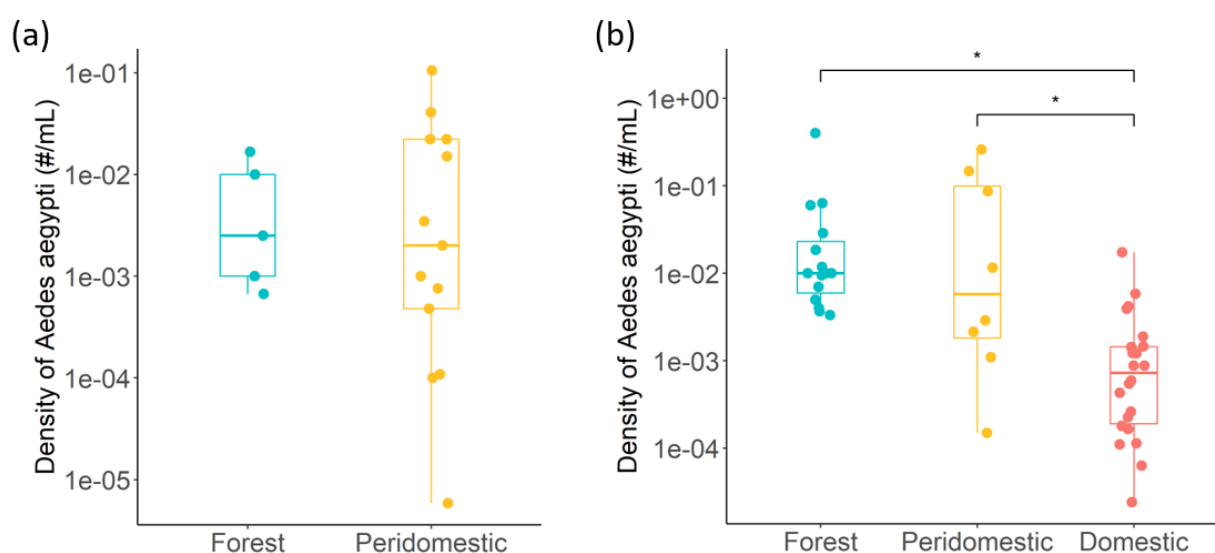 (a)
Density of Aedes aegypti (#/mL)
1e-01
1e-02
1e-03
1e-04
1e-05
Forest Peridomestic
(b)
Density of Aedes aegypti (#/mL)
1e+00
1e-01
1e-02
1e-03
1e-04
*
*
Forest Peridomestic Domestic